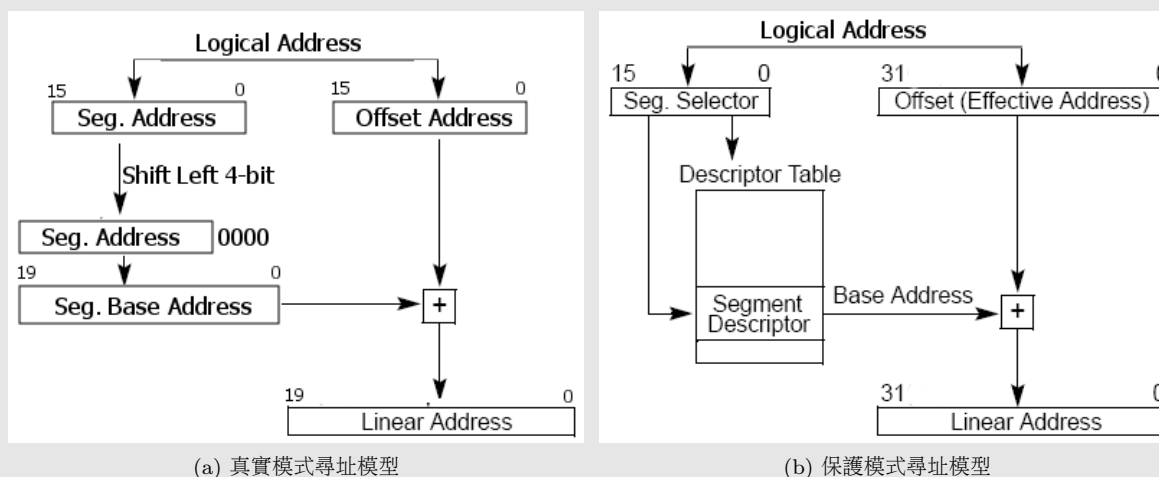 Logical Address
15 0
15 0
Seg. Address
Offset Address
Shift Left 4-bit
Seg. Address 0000
19 0
Seg. Base Address
+
19 0
Linear Address
(a) 真實模式尋址模型
Logical Address
15 0
31 0
Seg. Selector
Offset (Effective Address)
Descriptor Table
Segment
Descriptor
Base Address
+
31 0
Linear Address
(b) 保護模式尋址模型